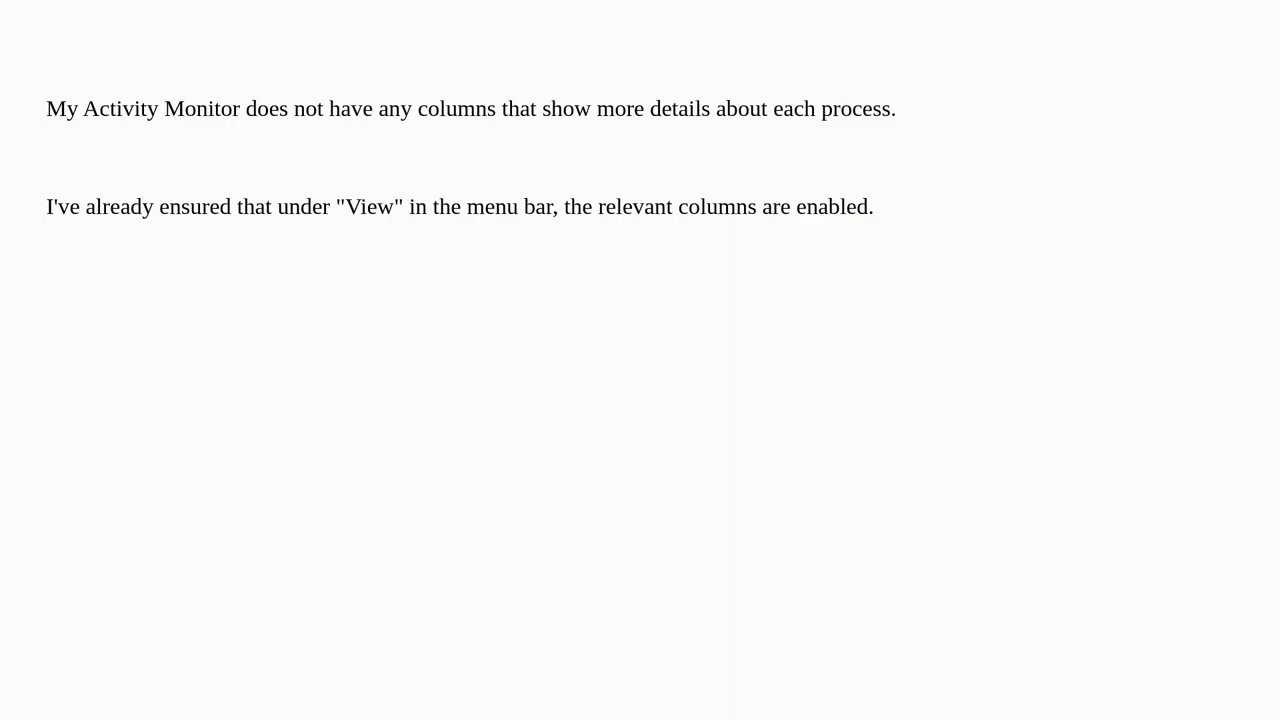 My Activity Monitor does not have any columns that show more details about each process.
I've already ensured that under "View" in the menu bar, the relevant columns are enabled.